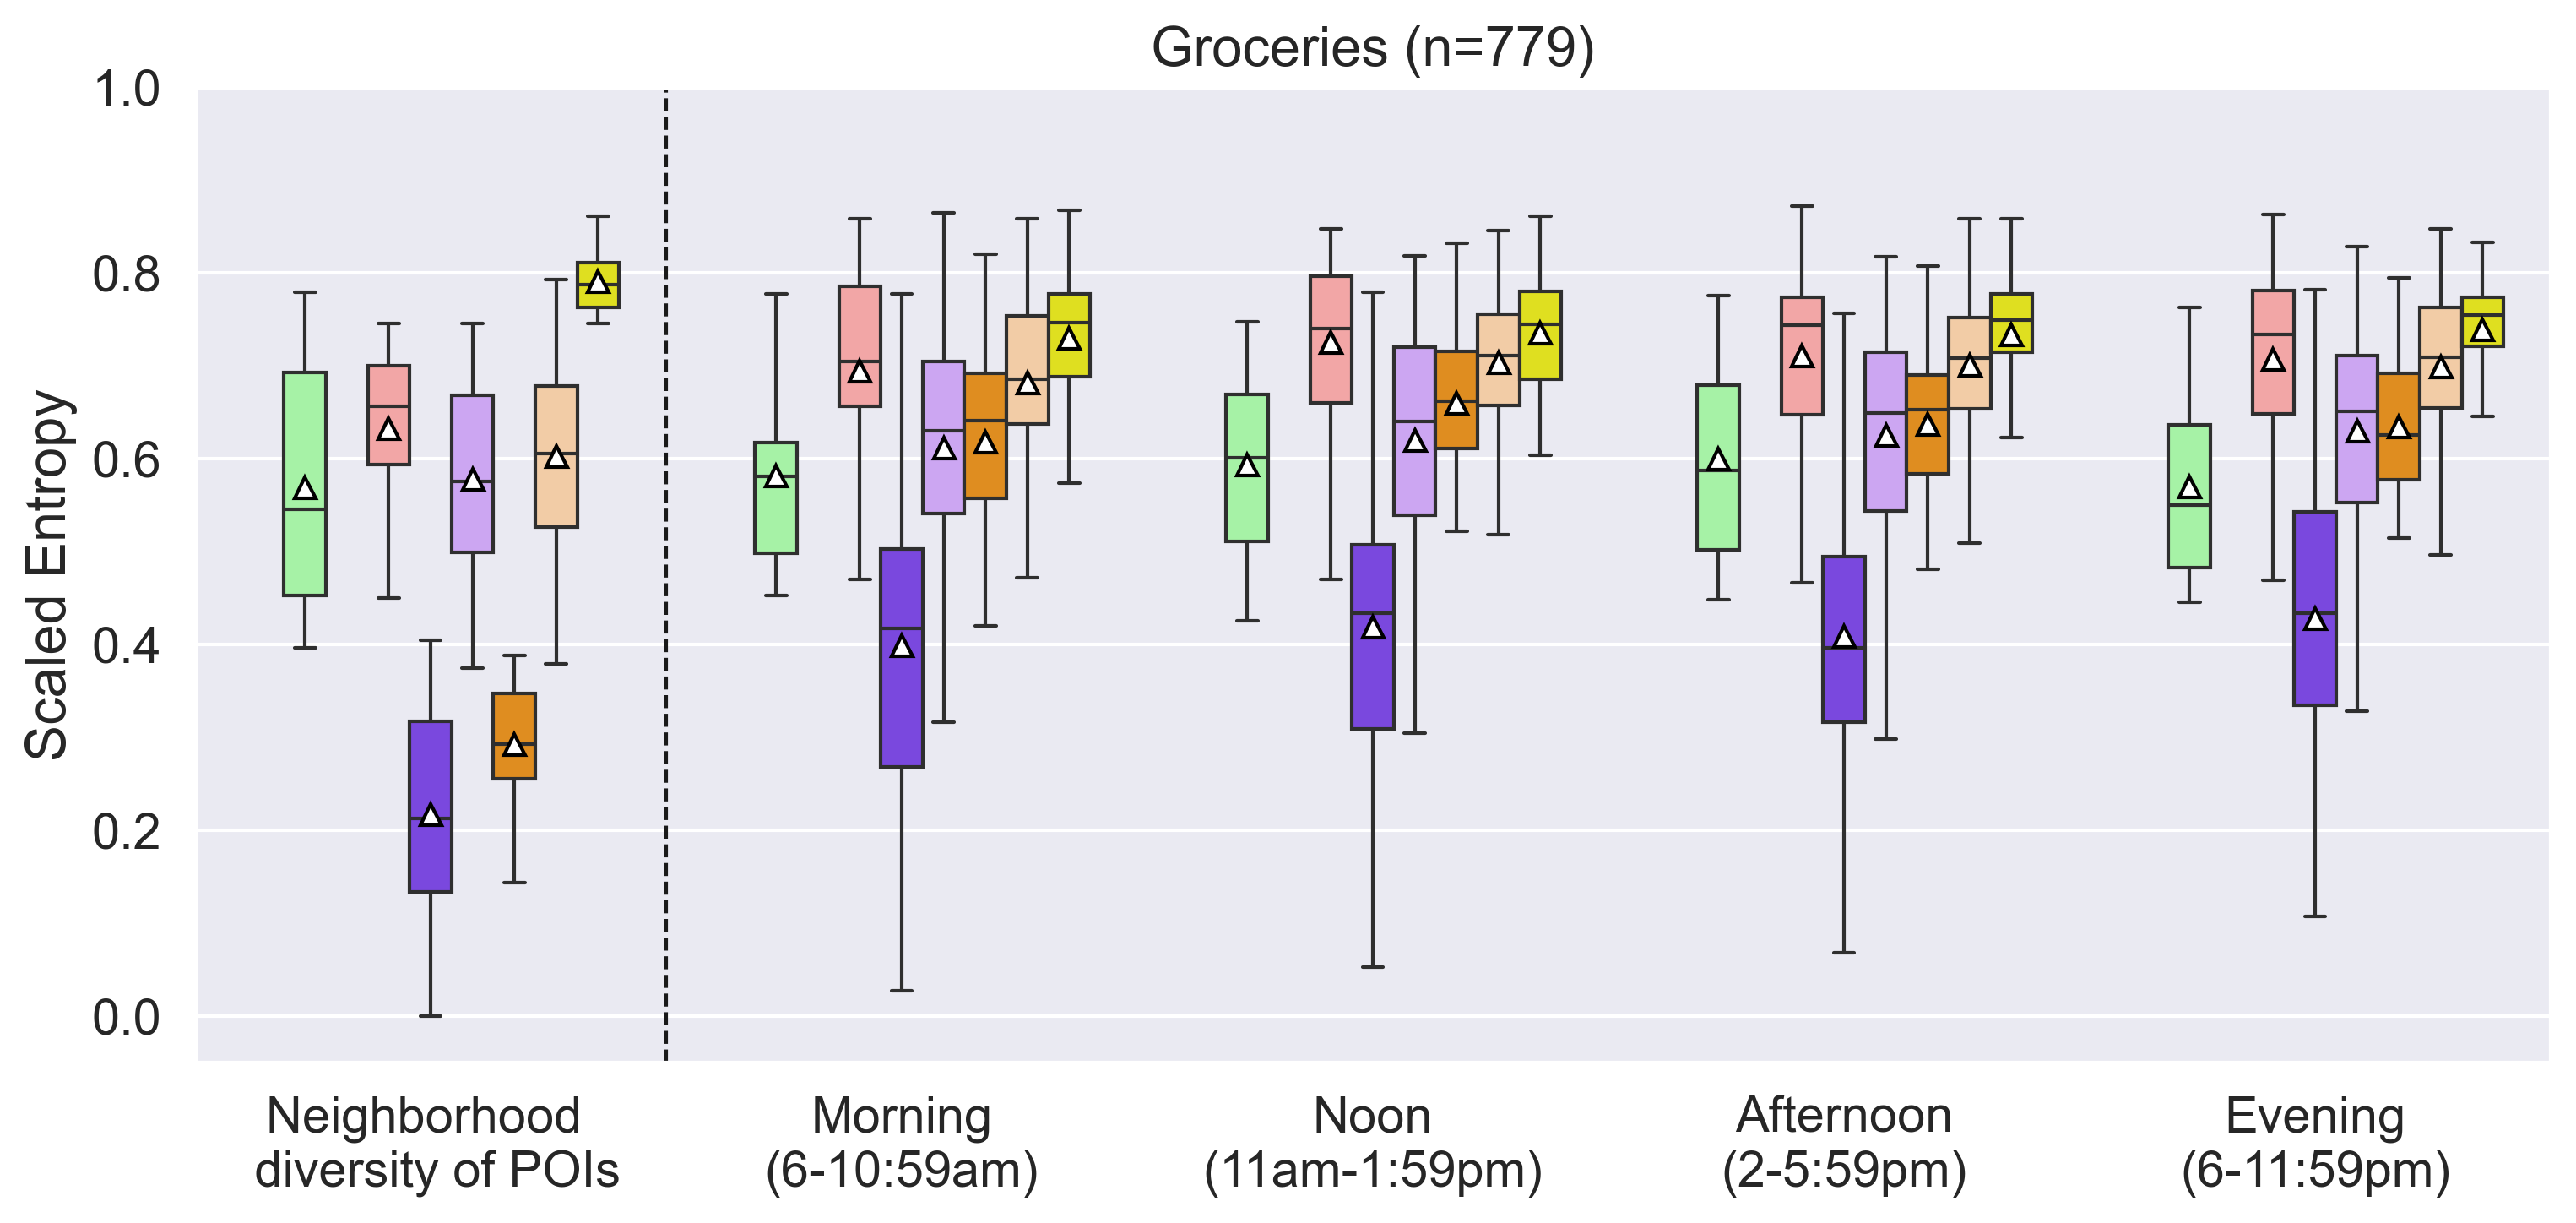 Groceries (n=779)
Scaled Entropy
1.0
0.8
0.6
0.4
0.2
0.0
Neighborhood
diversity of POIs
Morning
(6-10:59am)
Noon
(11am-1:59pm)
Afternoon
(2-5:59pm)
Evening
(6-11:59pm)